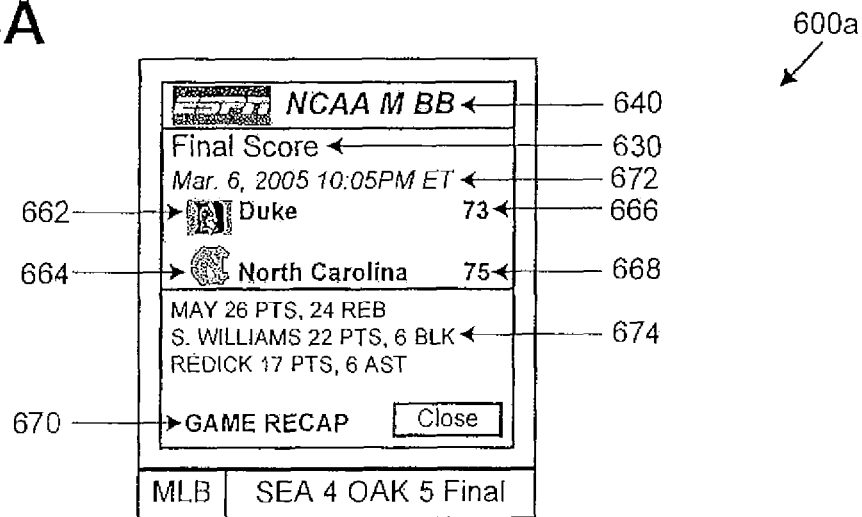 A
600a
ESPN NCAA M BB 640
Final Score 630
Mar. 6, 2005 10:05PM ET 672
662 Duke 73 666
664 North Carolina 75 668
MAY 26 PTS, 24 REB
S. WILLIAMS 22 PTS, 6 BLK 674
REDICK 17 PTS, 6 AST
670 GAME RECAP Close
MLB SEA 4 OAK 5 Final